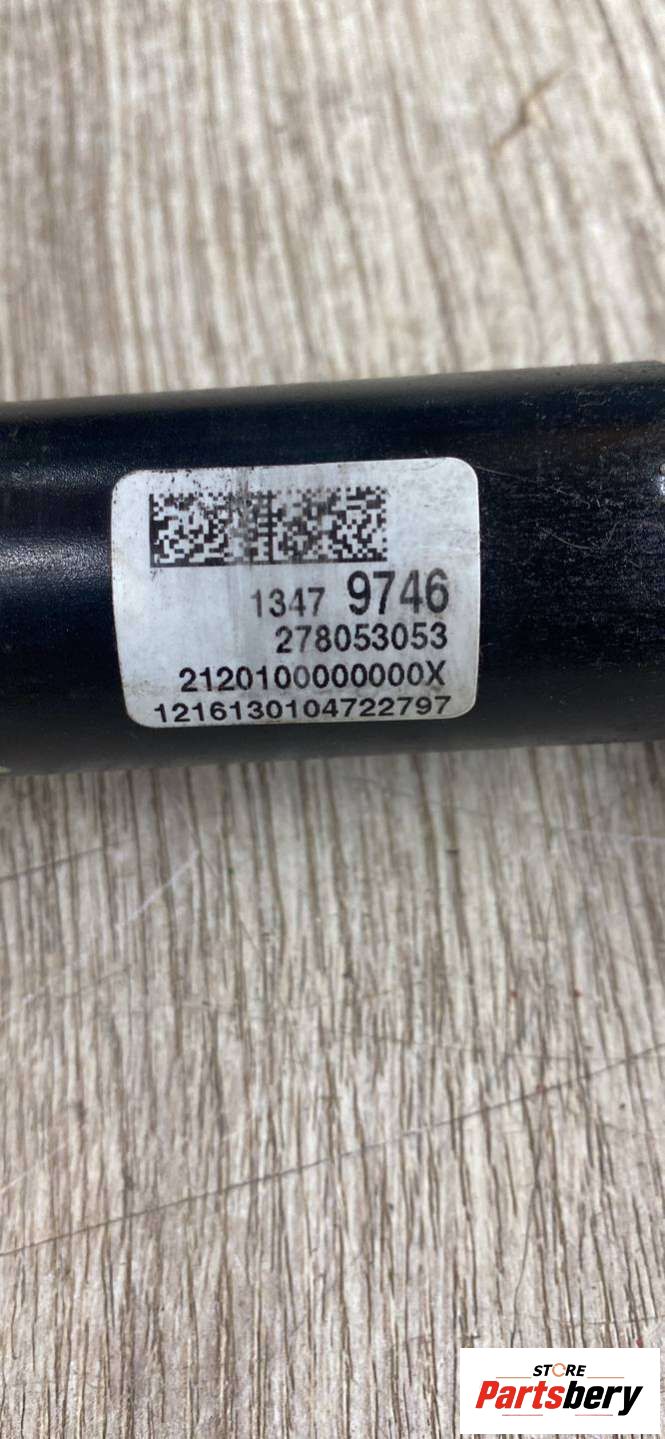 1347 9746
278053053
2120100000000X
1216130104722797
STORE
Partsbery